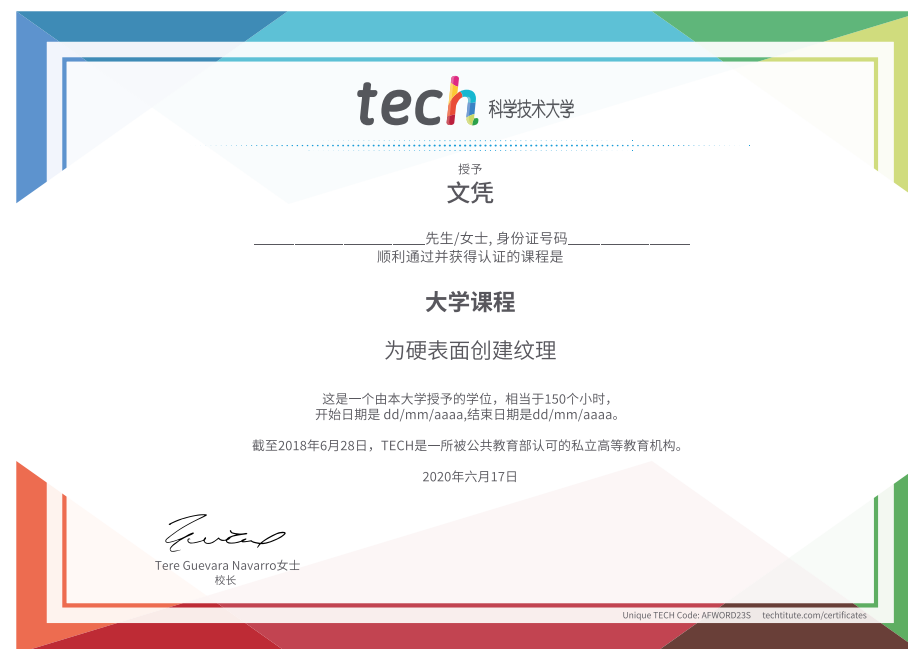 tech 科学技术大学
授予
文凭
______________________先生/女士, 身份证号码_______________
顺利通过并获得认证的课程是
大学课程
为硬表面创建纹理
这是一个由本大学授予的学位，相当于150个小时，
开始日期是 dd/mm/aaaa,结束日期是dd/mm/aaaa。
截至2018年6月28日，TECH是一所被公共教育部认可的私立高等教育机构。
2020年六月17日
Tere Guevara Navarro女士
校长
Unique TECH Code: AFWORD23S techtitute.com/certificates